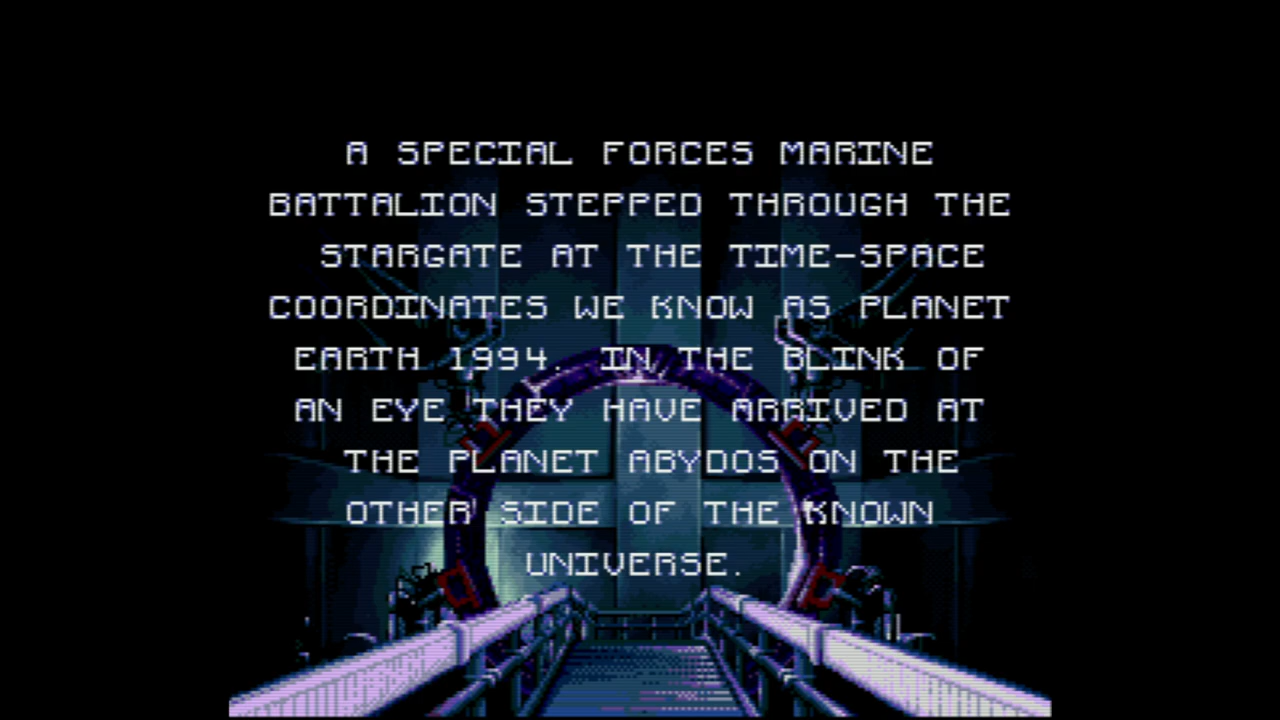 A SPECIAL FORCES MARINE
BATTALION STEPPED THROUGH THE
STARGATE AT THE TIME-SPACE
COORDINATES WE KNOW AS PLANET
EARTH 1994. IN THE BLINK OF
AN EYE THEY HAVE ARRIVED AT
THE PLANET ABYDOS ON THE
OTHER SIDE OF THE KNOWN
UNIVERSE.